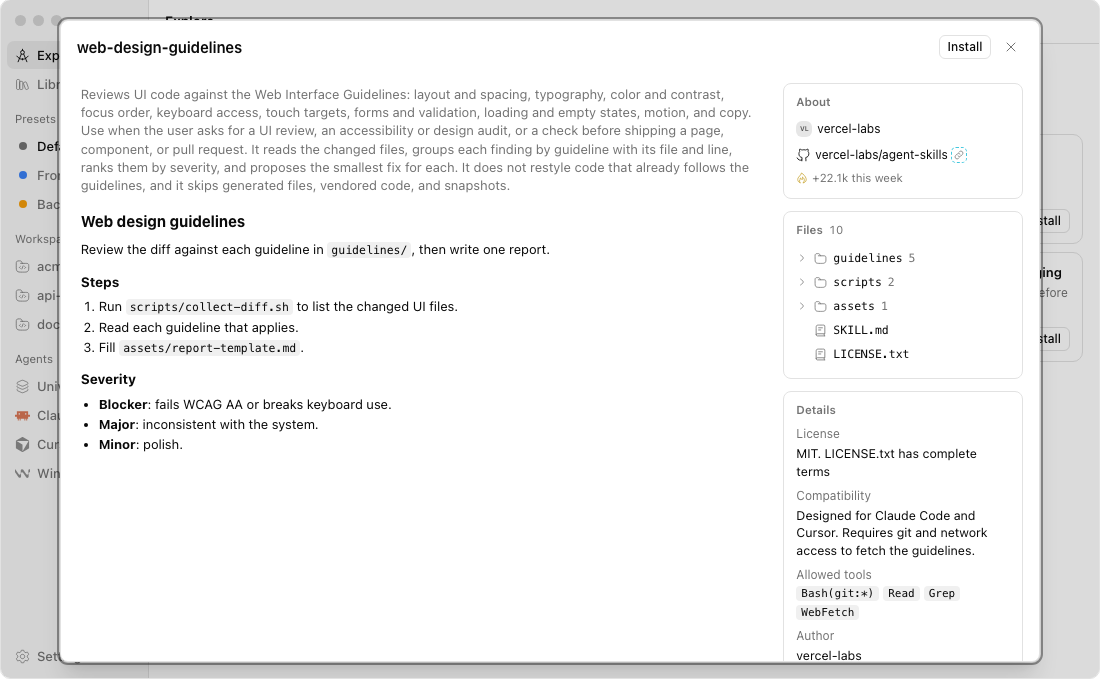 web-design-guidelines
Install
Reviews UI code against the Web Interface Guidelines: layout and spacing, typography, color and contrast,
focus order, keyboard access, touch targets, forms and validation, loading and empty states, motion, and copy.
Use when the user asks for a UI review, an accessibility or design audit, or a check before shipping a page,
component, or pull request. It reads the changed files, groups each finding by guideline with its file and line,
ranks them by severity, and proposes the smallest fix for each. It does not restyle code that already follows the
guidelines, and it skips generated files, vendored code, and snapshots.
Web design guidelines
Review the diff against each guideline in guidelines/, then write one report.
Steps
1. Run scripts/collect-diff.sh to list the changed UI files.
2. Read each guideline that applies.
3. Fill assets/report-template.md.
Severity
• Blocker: fails WCAG AA or breaks keyboard use.
• Major: inconsistent with the system.
• Minor: polish.
About
VL vercel-labs
vercel-labs/agent-skills
+22.1k this week
Files 10
guidelines 5
scripts 2
assets 1
SKILL.md
LICENSE.txt
Details
License
MIT. LICENSE.txt has complete
terms
Compatibility
Designed for Claude Code and
Cursor. Requires git and network
access to fetch the guidelines.
Allowed tools
Bash(git:*) Read Grep
WebFetch
Author
vercel-labs
Presets
Agents